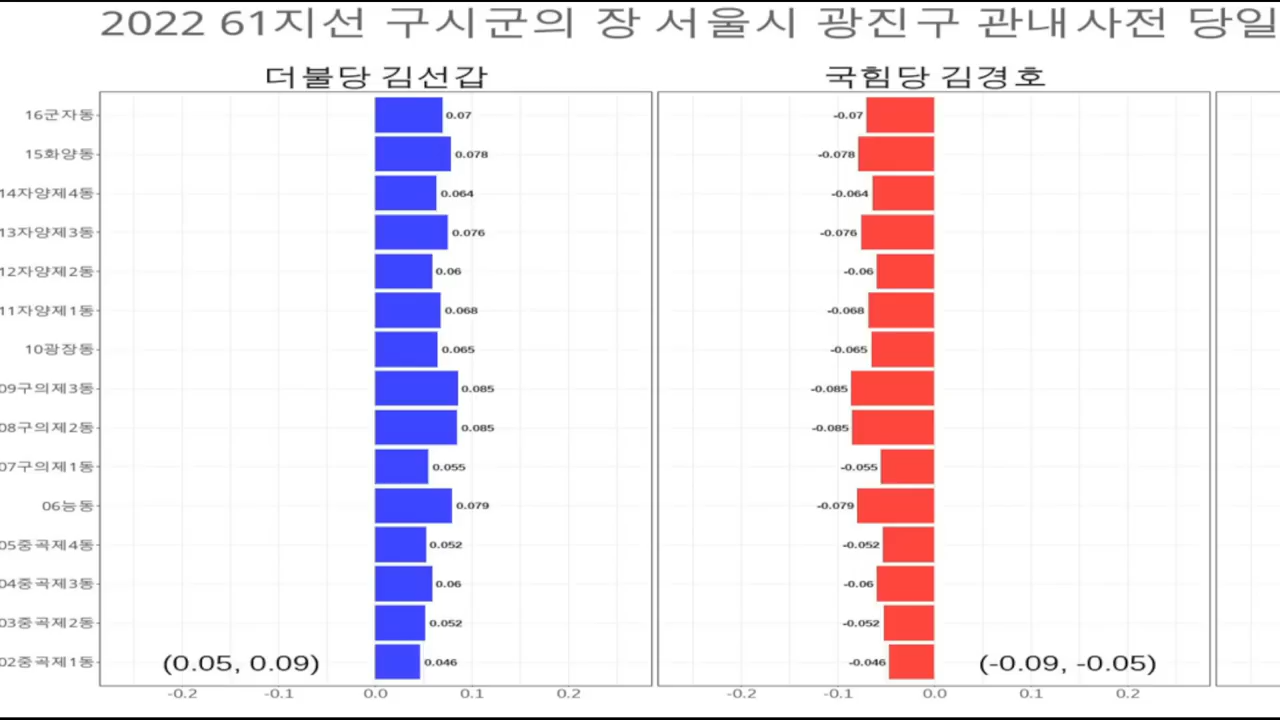 2022 61지선 구시군의 장 서울시 광진구 관내사전 당일
더불당 김선갑
국힘당 김경호
16군자동 0.07 -0.07
15화양동 0.078 -0.078
14자양제4동 0.064 -0.064
13자양제3동 0.076 -0.076
12자양제2동 0.06 -0.06
11자양제1동 0.068 -0.068
10광장동 0.065 -0.065
09구의제3동 0.085 -0.085
08구의제2동 0.085 -0.085
07구의제1동 0.055 -0.055
06능동 0.079 -0.079
05중곡제4동 0.052 -0.052
04중곡제3동 0.06 -0.06
03중곡제2동 0.052 -0.052
02중곡제1동 (0.05, 0.09) 0.046 -0.046 (-0.09, -0.05)
-0.2 -0.1 0.0 0.1 0.2 -0.2 -0.1 0.0 0.1 0.2